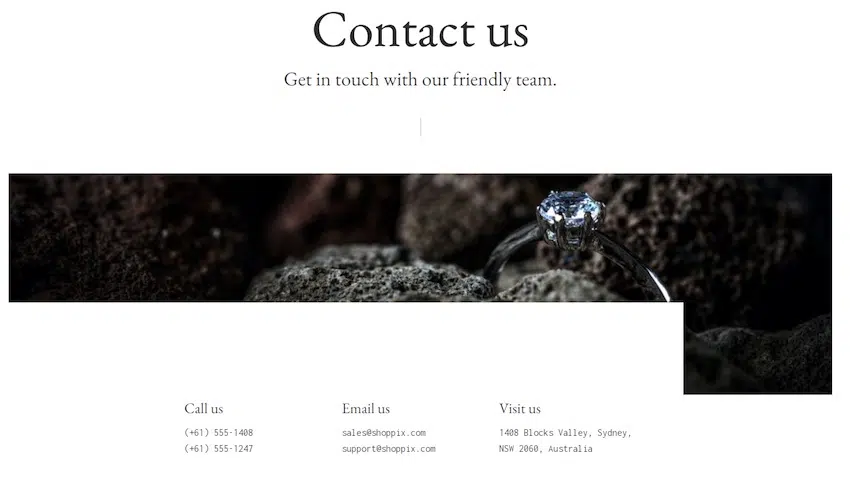 Contact us
Get in touch with our friendly team.
Call us
(+61) 555-1408
(+61) 555-1247
Email us
sales@shoppix.com
support@shoppix.com
Visit us
1408 Blocks Valley, Sydney,
NSW 2060, Australia